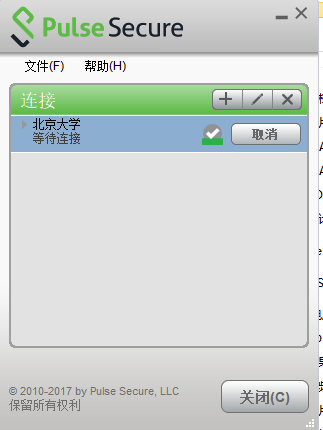 Pulse Secure
文件(F) 帮助(H)
连接
北京大学
等待连接
取消
© 2010-2017 by Pulse Secure, LLC
保留所有权利
关闭(C)